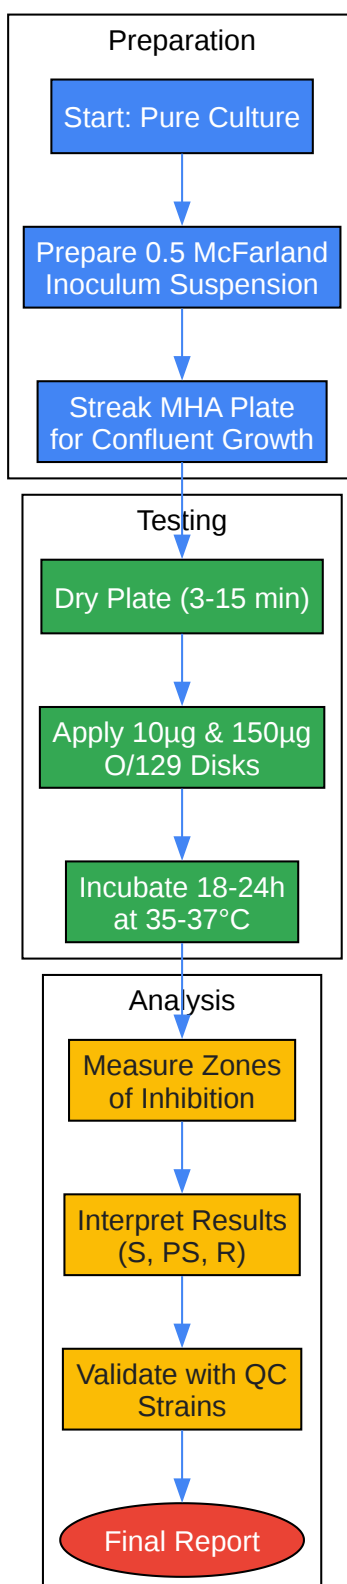 Preparation
Start: Pure Culture
Prepare 0.5 McFarland
Inoculum Suspension
Streak MHA Plate
for Confluent Growth
Testing
Dry Plate (3-15 min)
Apply 10µg & 150µg
O/129 Disks
Incubate 18-24h
at 35-37°C
Analysis
Measure Zones
of Inhibition
Interpret Results
(S, PS, R)
Validate with QC
Strains
Final Report